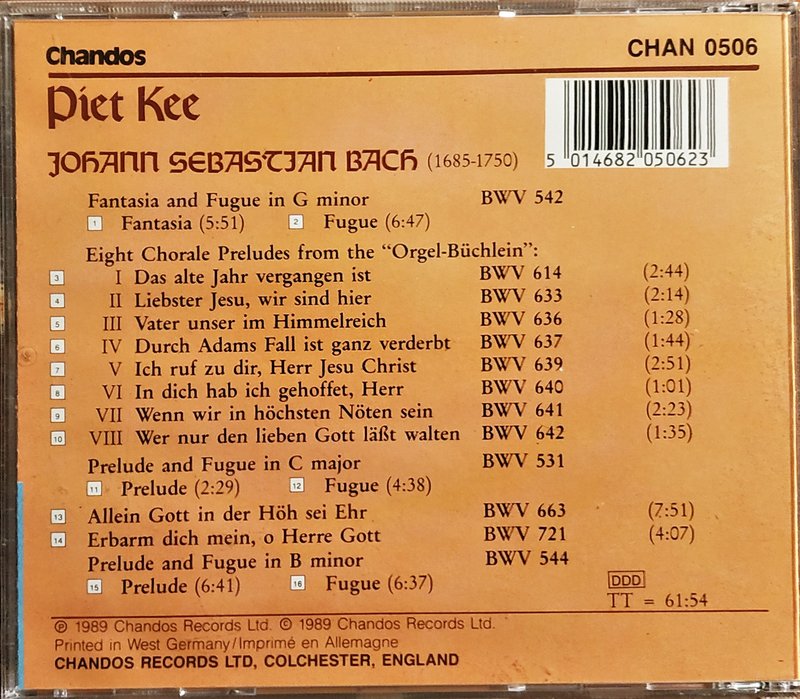 Chandos CHAN 0506
Piet Kee
5 014682 050623
JOHANN SEBASTIAN BACH (1685-1750)
Fantasia and Fugue in G minor BWV 542
1 Fantasia (5:51) 2 Fugue (6:47)
Eight Chorale Preludes from the “Orgel-Büchlein”:
3 I Das alte Jahr vergangen ist BWV 614 (2:44)
4 II Liebster Jesu, wir sind hier BWV 633 (2:14)
5 III Vater unser im Himmelreich BWV 636 (1:28)
6 IV Durch Adams Fall ist ganz verderbt BWV 637 (1:44)
7 V Ich ruf zu dir, Herr Jesu Christ BWV 639 (2:51)
8 VI In dich hab ich gehoffet, Herr BWV 640 (1:01)
9 VII Wenn wir in höchsten Nöten sein BWV 641 (2:23)
10 VIII Wer nur den lieben Gott läßt walten BWV 642 (1:35)
Prelude and Fugue in C major BWV 531
11 Prelude (2:29) 12 Fugue (4:38)
13 Allein Gott in der Höh sei Ehr BWV 663 (7:51)
14 Erbarm dich mein, o Herre Gott BWV 721 (4:07)
Prelude and Fugue in B minor BWV 544
15 Prelude (6:41) 16 Fugue (6:37)
DDD
TT = 61:54
℗ 1989 Chandos Records Ltd. © 1989 Chandos Records Ltd.
Printed in West Germany/Imprimé en Allemagne
CHANDOS RECORDS LTD, COLCHESTER, ENGLAND